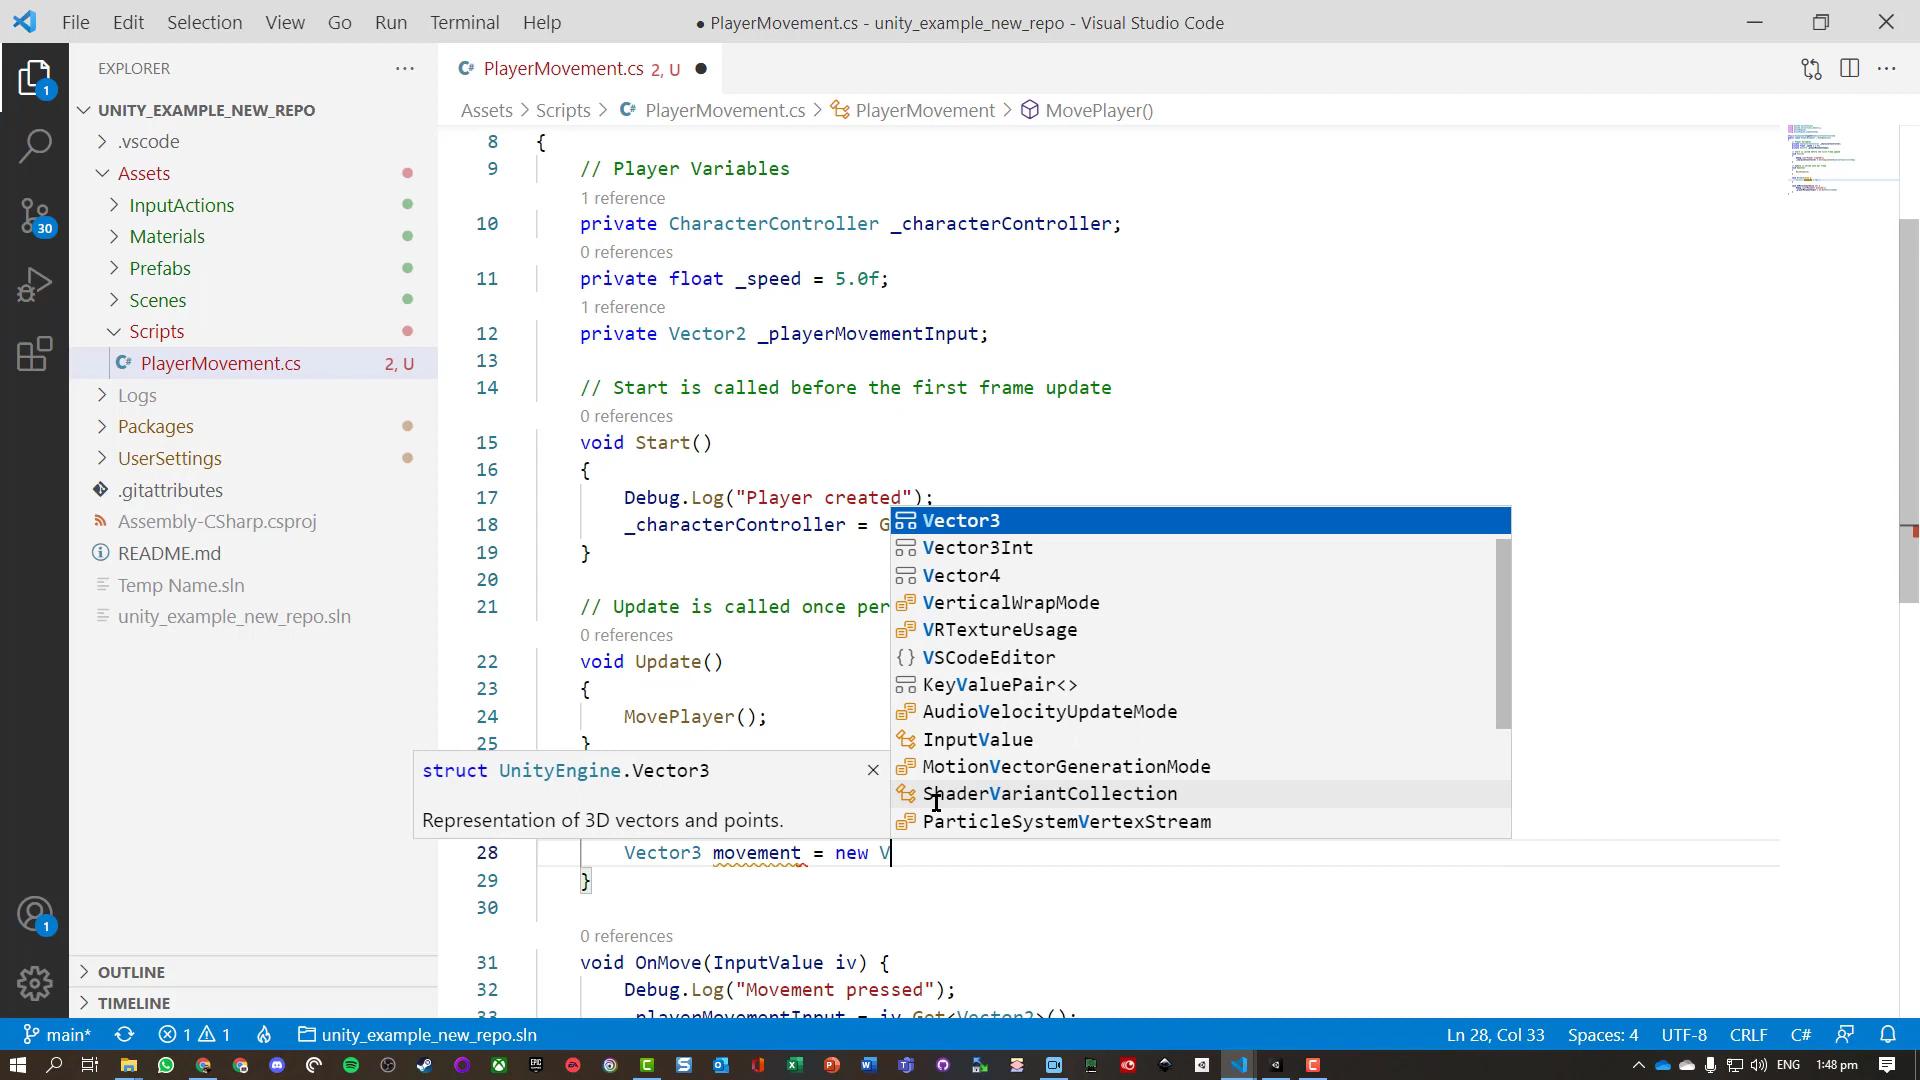 File Edit Selection View Go Run Terminal Help
● PlayerMovement.cs - unity_example_new_repo - Visual Studio Code
EXPLORER
PlayerMovement.cs 2, U
UNITY_EXAMPLE_NEW_REPO
Assets > Scripts > PlayerMovement.cs > PlayerMovement > MovePlayer()
.vscode
Assets
InputActions
Materials
Prefabs
Scenes
Scripts
PlayerMovement.cs 2, U
Logs
Packages
UserSettings
.gitattributes
Assembly-CSharp.csproj
README.md
Temp Name.sln
unity_example_new_repo.sln
OUTLINE
TIMELINE
1
30
1
8 {
9 // Player Variables
1 reference
10 private CharacterController _characterController;
0 references
11 private float _speed = 5.0f;
1 reference
12 private Vector2 _playerMovementInput;
13
14 // Start is called before the first frame update
0 references
15 void Start()
16 {
17 Debug.Log("Player created");
18 _characterController = G
19 }
20
21 // Update is called once per
0 references
22 void Update()
23 {
24 MovePlayer();
25 }
struct UnityEngine.Vector3
Representation of 3D vectors and points.
Vector3
Vector3Int
Vector4
VerticalWrapMode
VRTextureUsage
VSCodeEditor
KeyValuePair<>
AudioVelocityUpdateMode
InputValue
MotionVectorGenerationMode
ShaderVariantCollection
ParticleSystemVertexStream
28 Vector3 movement = new V
29 }
30
0 references
31 void OnMove(InputValue iv) {
32 Debug.Log("Movement pressed");
33 _playerMovementInput = iv.Get<Vector2>();
main* 1 1 unity_example_new_repo.sln
Ln 28, Col 33 Spaces: 4 UTF-8 CRLF C#
ENG 1:48 pm